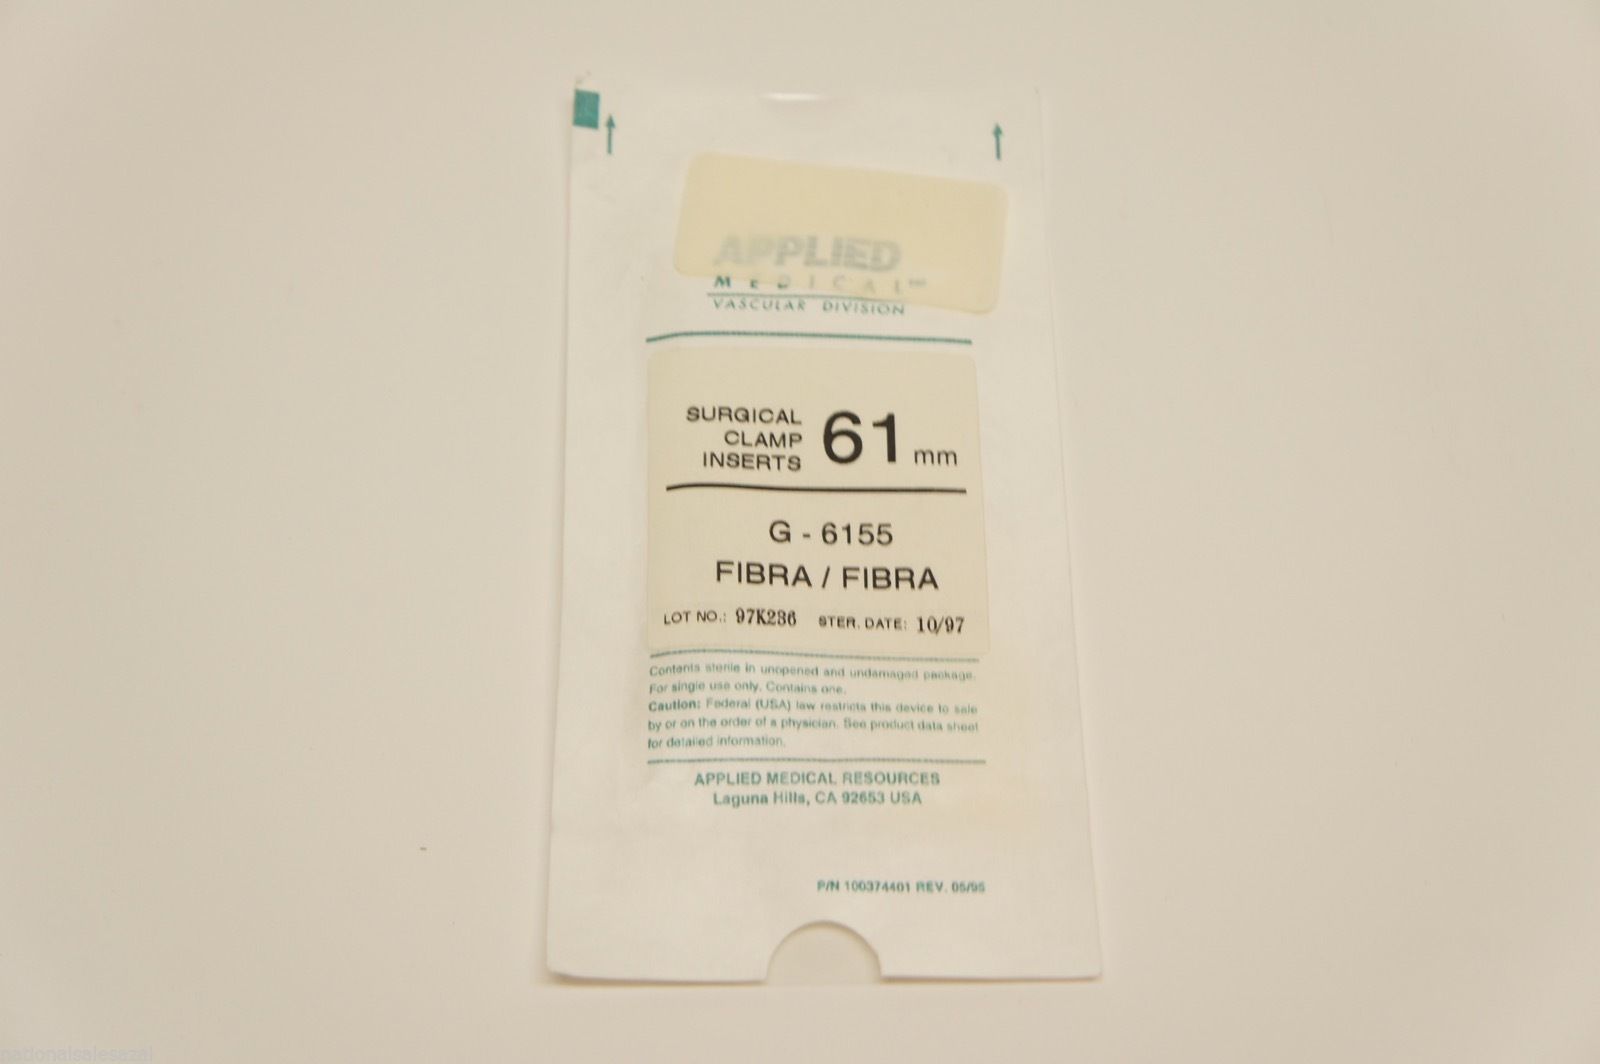 APPLIED
MEDICAL
VASCULAR DIVISION
SURGICAL
CLAMP
INSERTS
61 mm
G - 6155
FIBRA / FIBRA
LOT NO.: 97K236 STER. DATE: 10/97
Contents sterile in unopened and undamaged package.
For single use only. Contains one.
Caution: Federal (USA) law restricts this device to sale
by or on the order of a physician. See product data sheet
for detailed information.
APPLIED MEDICAL RESOURCES
Laguna Hills, CA 92653 USA
P/N 100374401 REV. 05/95
nationalsalesazal